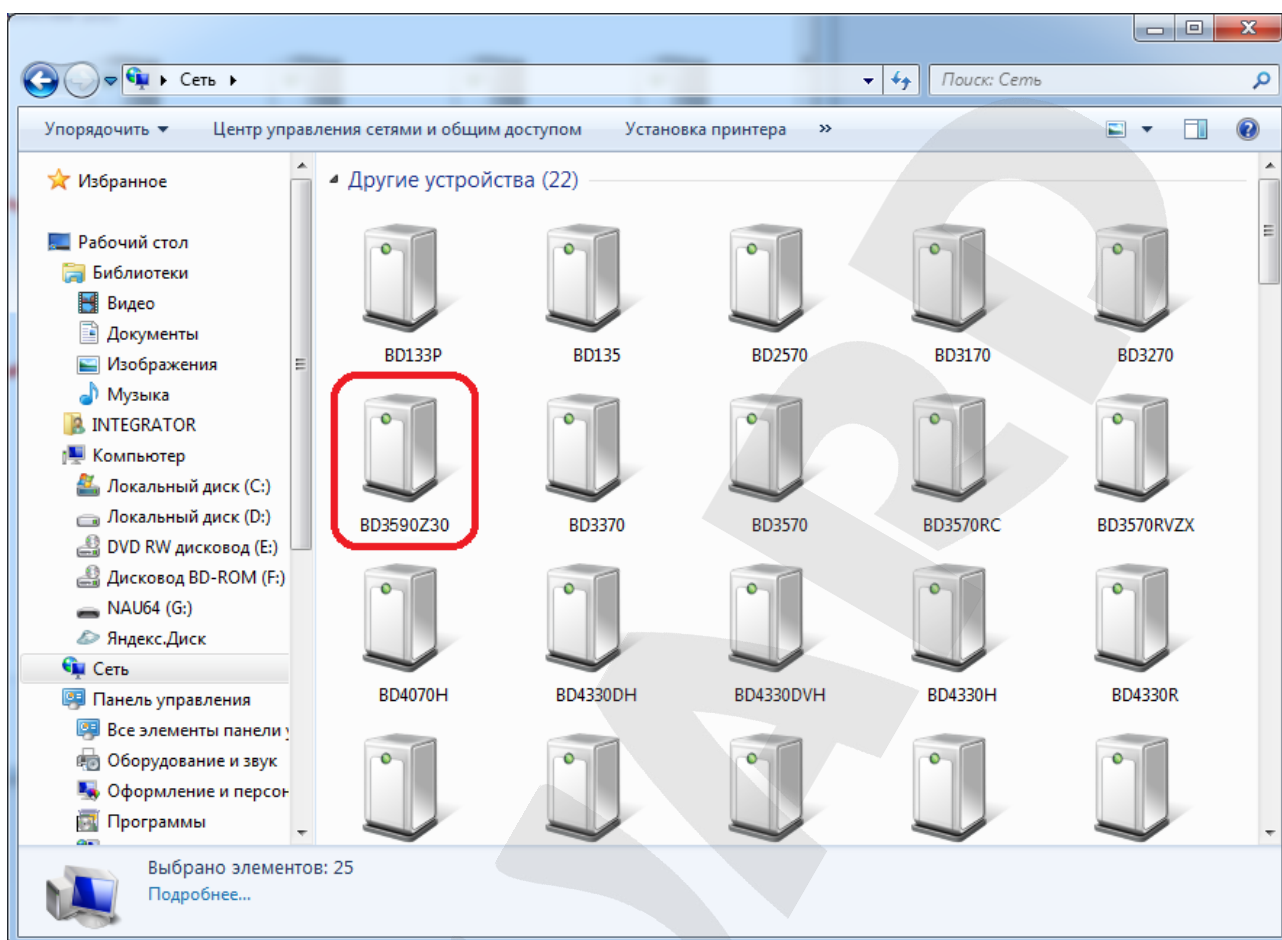 Сеть
Поиск: Сеть
Упорядочить Центр управления сетями и общим доступом Установка принтера »
Избранное
Рабочий стол
Библиотеки
Видео
Документы
Изображения
Музыка
INTEGRATOR
Компьютер
Локальный диск (C:)
Локальный диск (D:)
DVD RW дисковод (E:)
Дисковод BD-ROM (F:)
NAU64 (G:)
Яндекс.Диск
Сеть
Панель управления
Все элементы панели у
Оборудование и звук
Оформление и персон
Программы
Другие устройства (22)
BD133P BD135 BD2570 BD3170 BD3270
BD3590Z30 BD3370 BD3570 BD3570RC BD3570RVZX
BD4070H BD4330DH BD4330DVH BD4330H BD4330R
Выбрано элементов: 25
Подробнее...